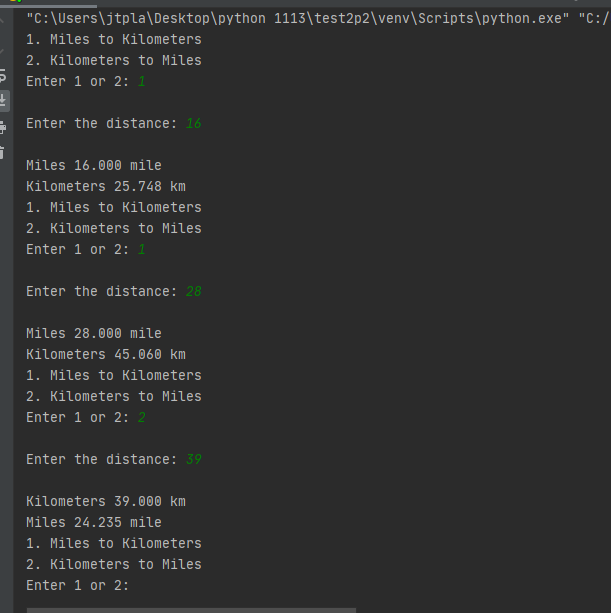 "C:\Users\jtpla\Desktop\python 1113\test2p2\venv\Scripts\python.exe" "C:/
1. Miles to Kilometers
2. Kilometers to Miles
Enter 1 or 2: 1
Enter the distance: 16
Miles 16.000 mile
Kilometers 25.748 km
1. Miles to Kilometers
2. Kilometers to Miles
Enter 1 or 2: 1
Enter the distance: 28
Miles 28.000 mile
Kilometers 45.060 km
1. Miles to Kilometers
2. Kilometers to Miles
Enter 1 or 2: 2
Enter the distance: 39
Kilometers 39.000 km
Miles 24.235 mile
1. Miles to Kilometers
2. Kilometers to Miles
Enter 1 or 2: